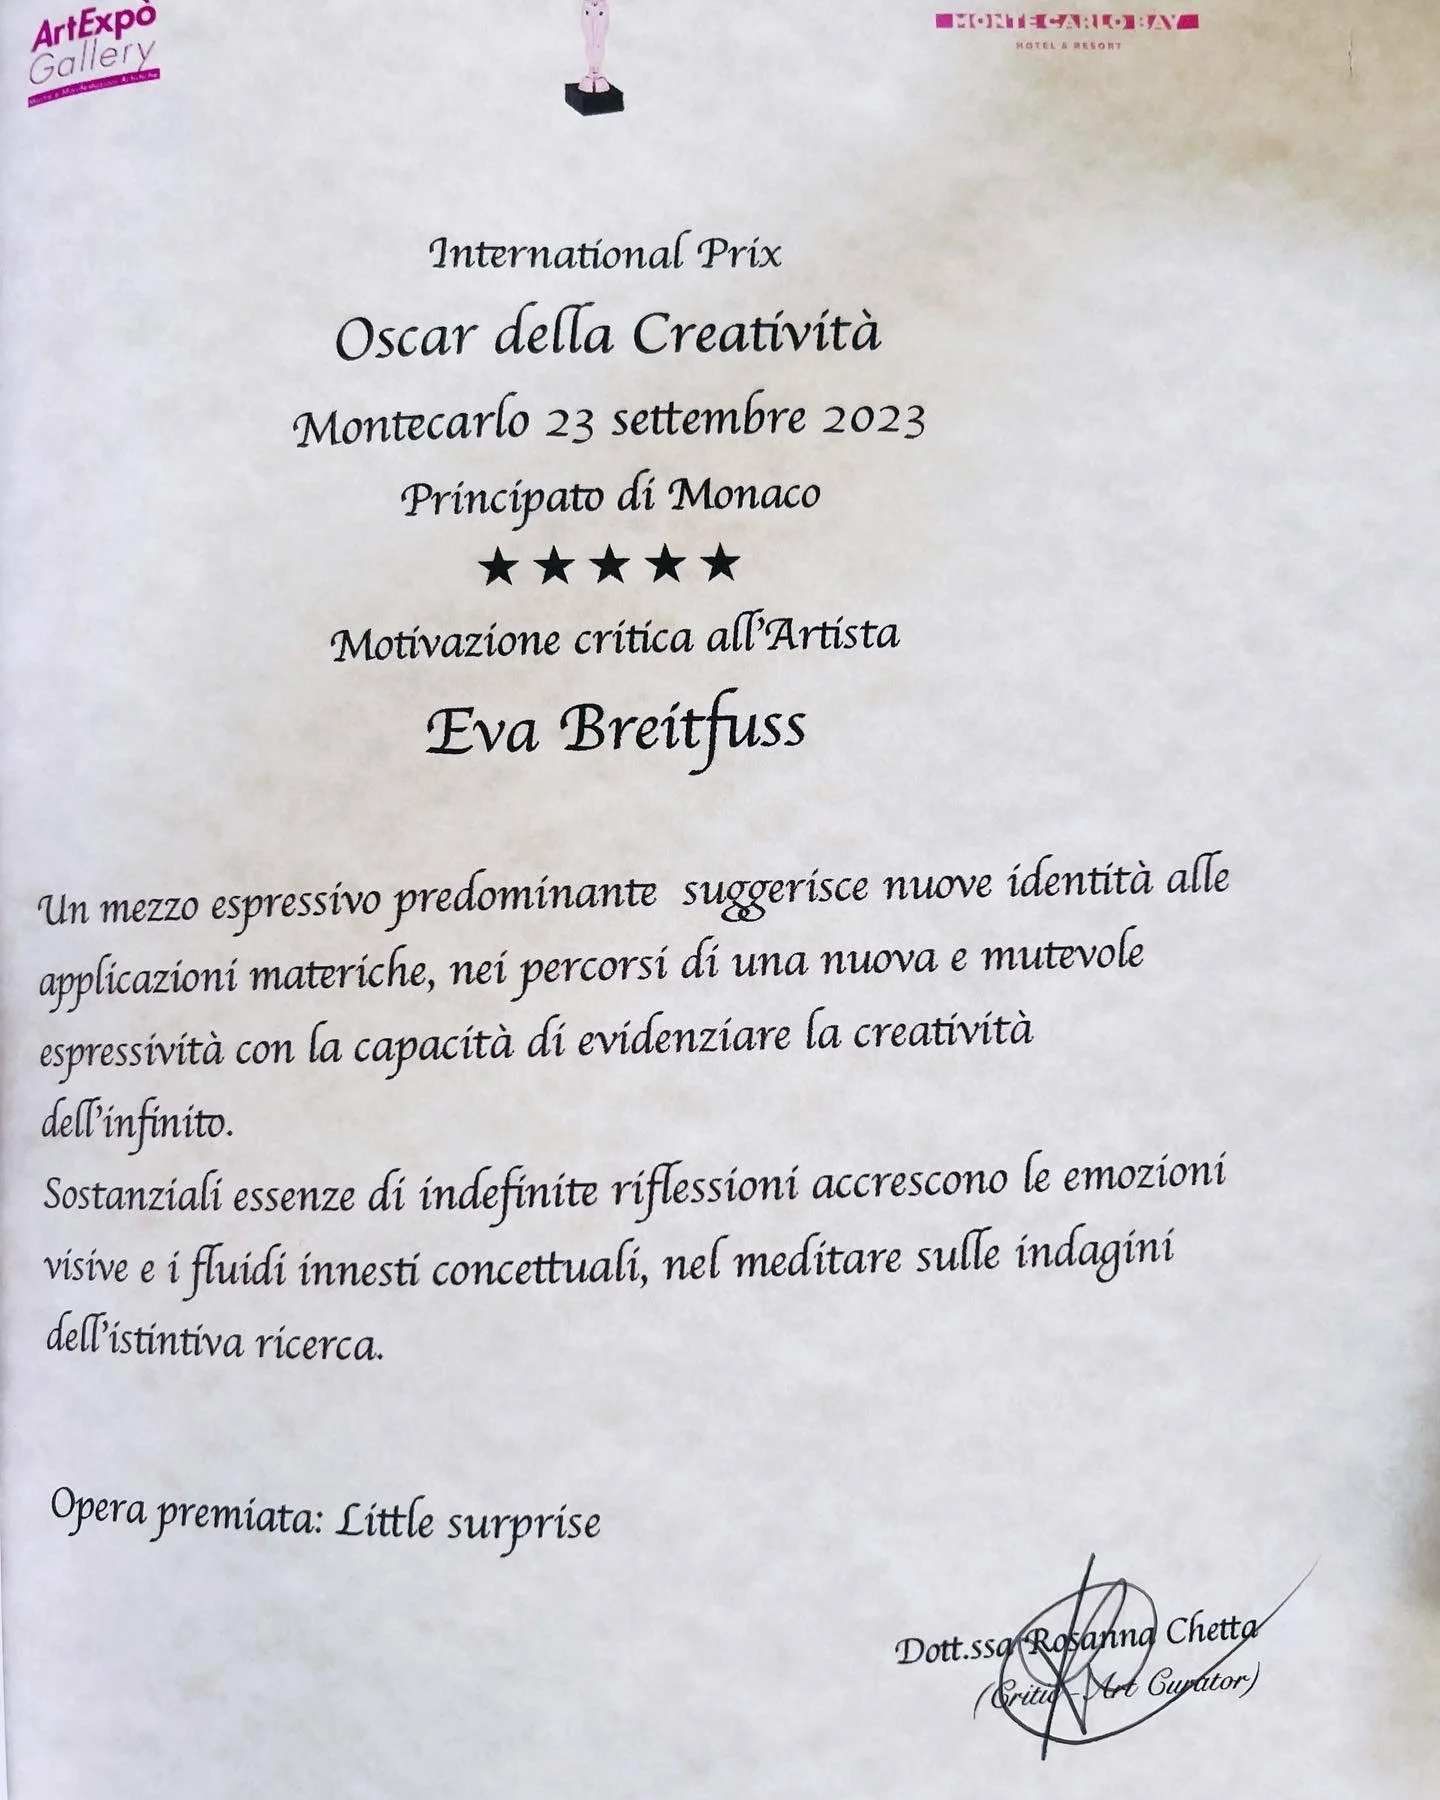 ArtExpò
Gallery
MONTE CARLO BAY
HOTEL & RESORT
International Prix
Oscar della Creatività
Montecarlo 23 settembre 2023
Principato di Monaco
★★★★★
Motivazione critica all'Artista
Eva Breitfuss
Un mezzo espressivo predominante suggerisce nuove identità alle
applicazioni materiche, nei percorsi di una nuova e mutevole
espressività con la capacità di evidenziare la creatività
dell'infinito.
Sostanziali essenze di indefinite riflessioni accrescono le emozioni
visive e i fluidi innesti concettuali, nel meditare sulle indagini
dell'istintiva ricerca.
Opera premiata: Little surprise
Dott.ssa Rosanna Chetta
(Critic - Art Curator)